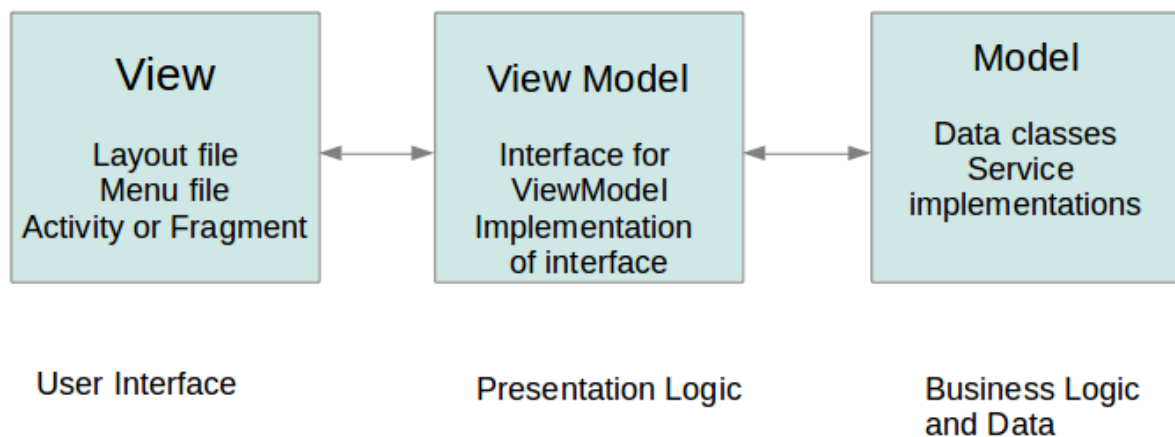 View
Layout file
Menu file
Activity or Fragment
View Model
Interface for
ViewModel
Implementation
of interface
Model
Data classes
Service
implementations
User Interface
Presentation Logic
Business Logic
and Data